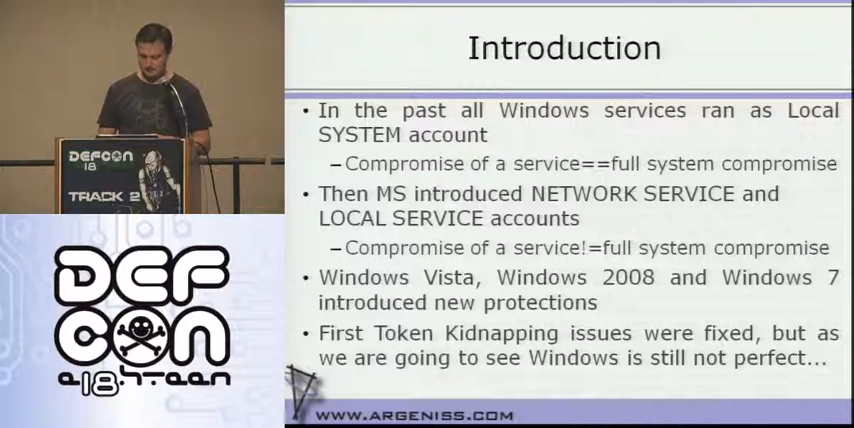 DEFCON
18
TRACK 2
DEF
CON
e18hteen
Introduction
• In the past all Windows services ran as Local
SYSTEM account
–Compromise of a service==full system compromise
• Then MS introduced NETWORK SERVICE and
LOCAL SERVICE accounts
–Compromise of a service!=full system compromise
• Windows Vista, Windows 2008 and Windows 7
introduced new protections
• First Token Kidnapping issues were fixed, but as
we are going to see Windows is still not perfect...
WWW.ARGENISS.COM